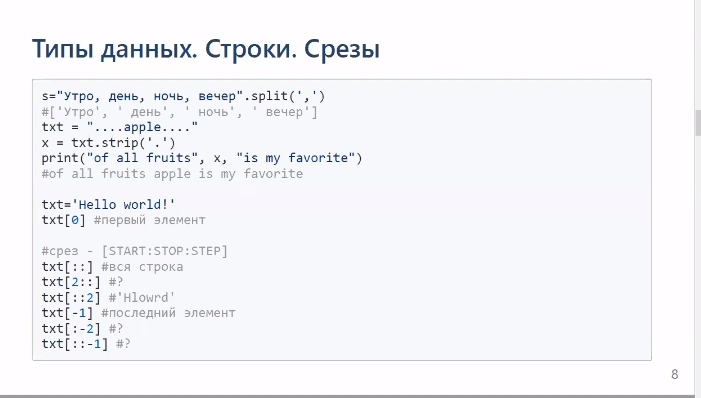 Типы данных. Строки. Срезы
s="Утро, день, ночь, вечер".split(',')
#['Утро', ' день', ' ночь', ' вечер']
txt = "....apple...."
x = txt.strip('.')
print("of all fruits", x, "is my favorite")
#of all fruits apple is my favorite
txt='Hello world!'
txt[0] #первый элемент
#срез - [START:STOP:STEP]
txt[::] #вся строка
txt[2::] #?
txt[::2] #'Hlowrd'
txt[-1] #последний элемент
txt[:-2] #?
txt[::-1] #?
8